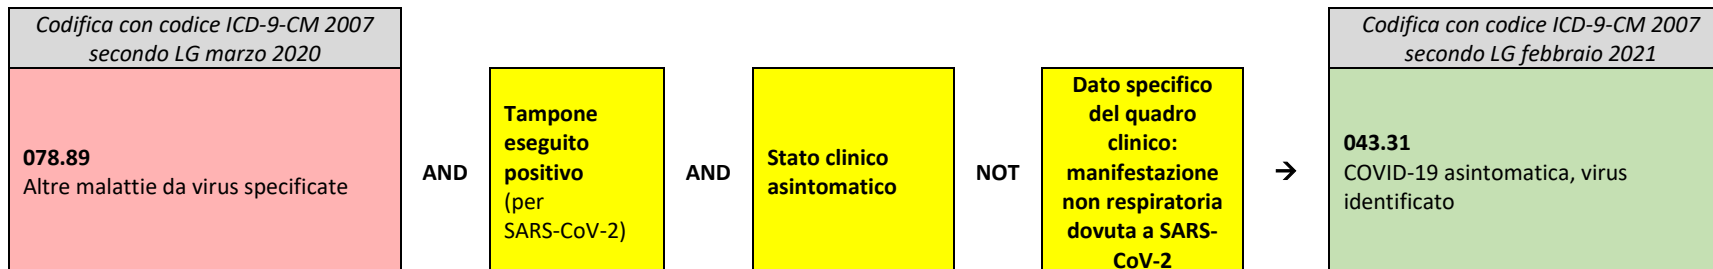 Codifica con codice ICD-9-CM 2007
secondo LG marzo 2020
078.89
Altre malattie da virus specificate
AND
Tampone
eseguito
positivo
(per
SARS-CoV-2)
AND
Stato clinico
asintomatico
NOT
Dato specifico
del quadro
clinico:
manifestazione
non respiratoria
dovuta a SARS-
CoV-2
→
Codifica con codice ICD-9-CM 2007
secondo LG febbraio 2021
043.31
COVID-19 asintomatica, virus
identificato